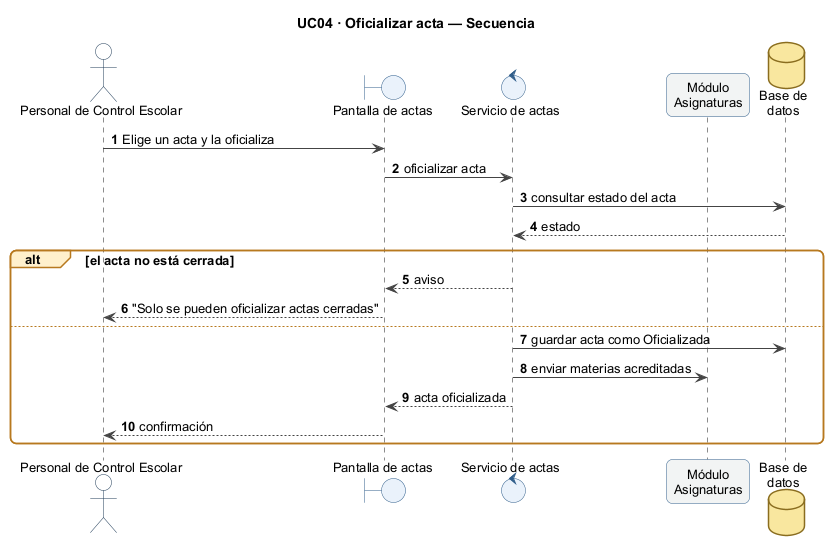 UC04 · Oficializar acta — Secuencia
Personal de Control Escolar
Pantalla de actas
Servicio de actas
Módulo
Asignaturas
Base de
datos
1 Elige un acta y la oficializa
2 oficializar acta
3 consultar estado del acta
4 estado
alt
[el acta no está cerrada]
5 aviso
6 "Solo se pueden oficializar actas cerradas"
7 guardar acta como Oficializada
8 enviar materias acreditadas
9 acta oficializada
10 confirmación
Personal de Control Escolar
Pantalla de actas
Servicio de actas
Módulo
Asignaturas
Base de
datos